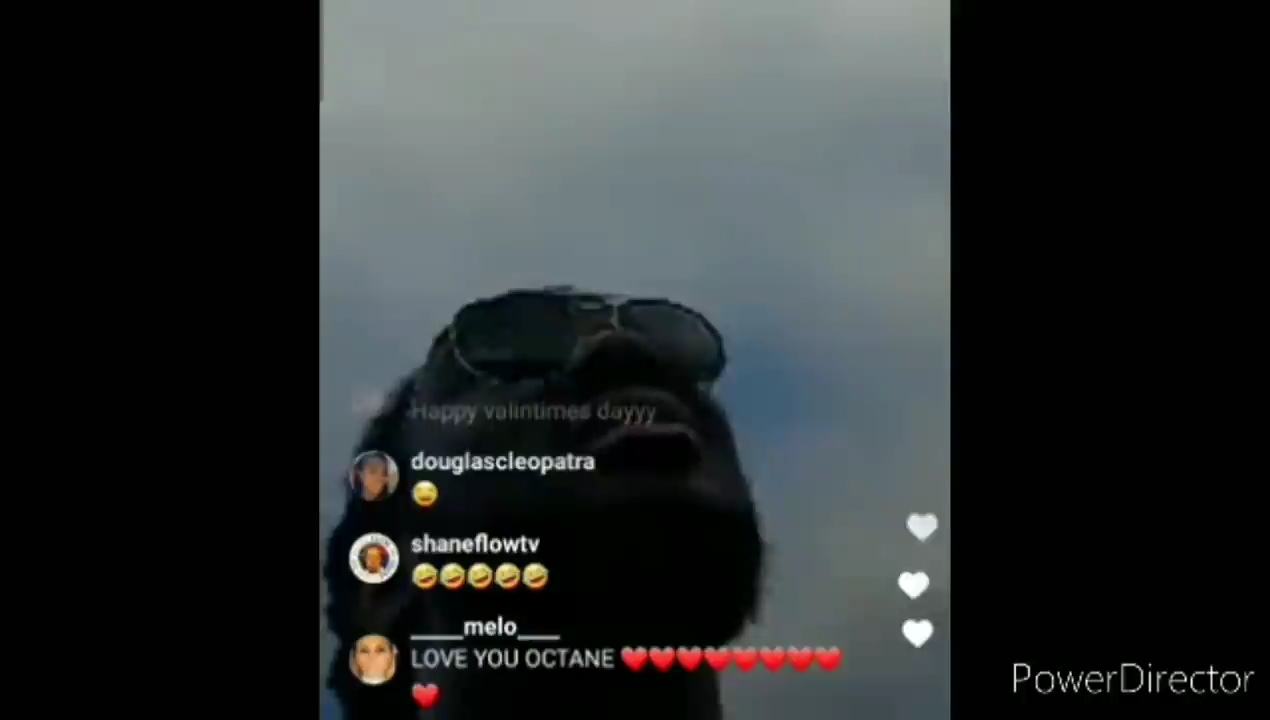 Happy valintimes dayyy
douglascleopatra
😅
shaneflowtv
🤣🤣🤣🤣🤣
____melo____
LOVE YOU OCTANE ❤️❤️❤️❤️❤️❤️❤️❤️
❤️
PowerDirector